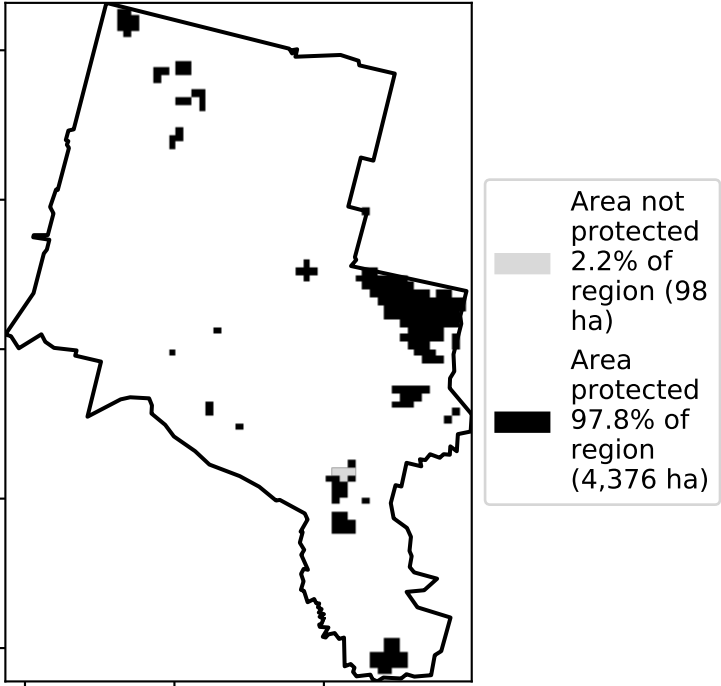 Area not
protected
2.2% of
region (98
ha)
Area
protected
97.8% of
region
(4,376 ha)